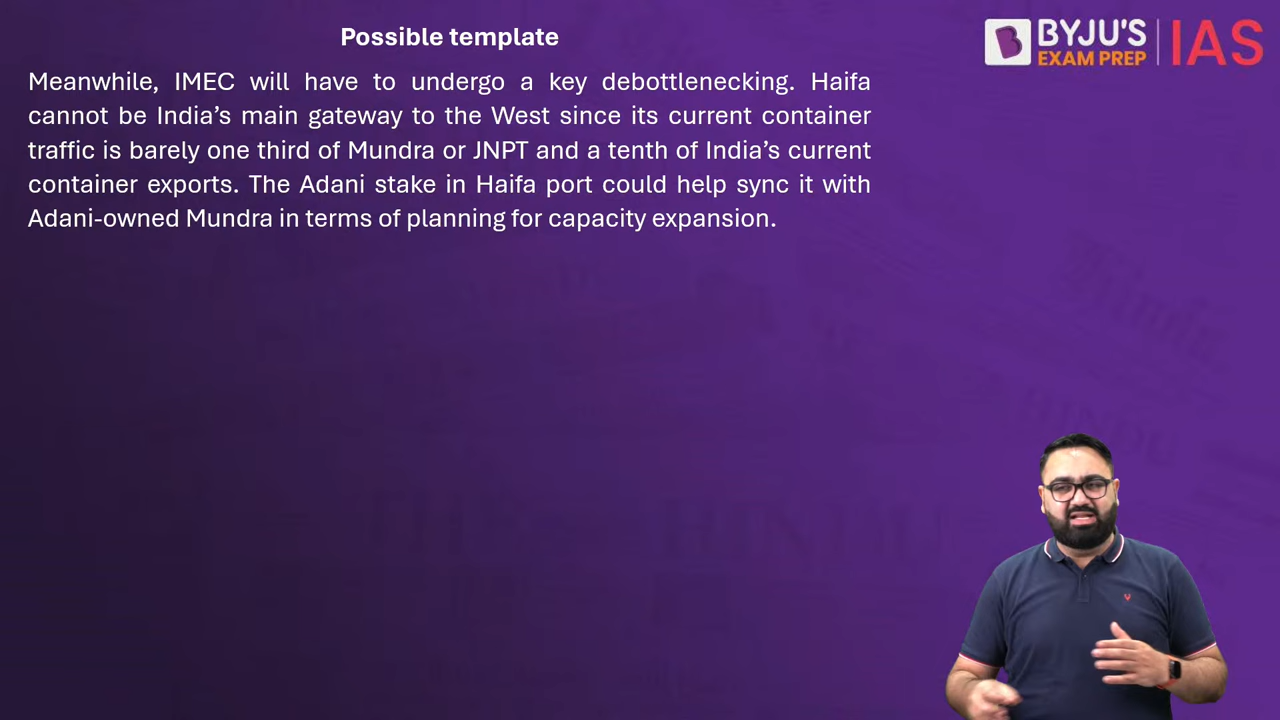 Possible template
BYJU'S
EXAM PREP
IAS
Meanwhile, IMEC will have to undergo a key debottlenecking. Haifa
cannot be India’s main gateway to the West since its current container
traffic is barely one third of Mundra or JNPT and a tenth of India’s current
container exports. The Adani stake in Haifa port could help sync it with
Adani-owned Mundra in terms of planning for capacity expansion.